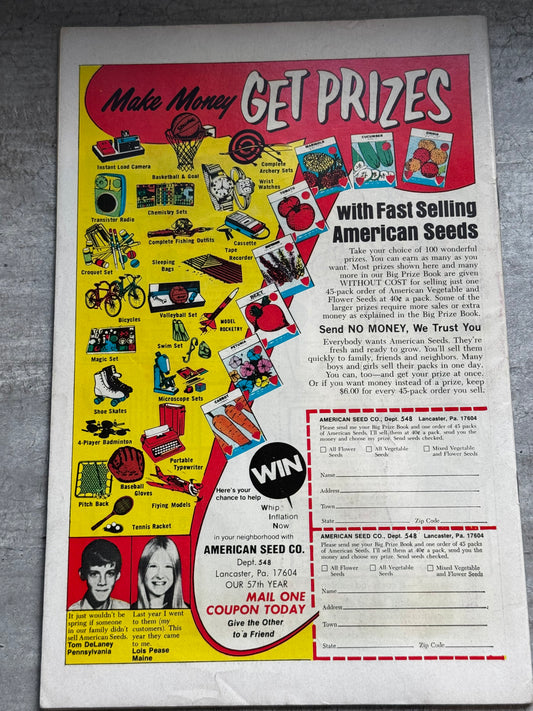 Make Money GET PRIZES
Instant Load Camera
Basketball & Goal
Complete
Archery Sets
Wrist
Watches
Transistor Radio
Chemistry Sets
Complete Fishing Outfits
Cassette
Tape
Recorder
Croquet Set
Sleeping
Bags
Bicycles
Volleyball Set
MODEL
ROCKETRY
Magic Set
Swim Set
Shoe Skates
Microscope Sets
4-Player Badminton
Portable
Typewriter
Pitch Back
Baseball
Gloves
Flying Models
Tennis Racket
CUCUMBER
TOMATO
BEET
CARROT
with Fast Selling
American Seeds
Take your choice of 100 wonderful
prizes. You can earn as many as you
want. Most prizes shown here and many
more in our Big Prize Book are given
WITHOUT COST for selling just one
45-pack order of American Vegetable and
Flower Seeds at 40¢ a pack. Some of the
larger prizes require more sales or extra
money as explained in the Big Prize Book.
Send NO MONEY, We Trust You
Everybody wants American Seeds. They're
fresh and ready to grow. You'll sell them
quickly to family, friends and neighbors. Many
boys and girls sell their packs in one day.
You can, too—and get your prize at once.
Or if you want money instead of a prize, keep
$6.00 for every 45-pack order you sell.
WIN
Here's your
chance to help
Whip
Inflation
Now
in your neighborhood with
AMERICAN SEED CO.
Dept. 548
Lancaster, Pa. 17604
OUR 57th YEAR
MAIL ONE
COUPON TODAY
Give the Other
to a Friend
It just wouldn't be
spring if someone
in our family didn't
sell American Seeds.
Tom DeLaney
Pennsylvania
Last year I went
to them (my
customers). This
year they came
to me.
Lois Pease
Maine
AMERICAN SEED CO., Dept. 548 Lancaster, Pa. 17604
Please send me your Big Prize Book and one order of 45 packs
of American Seeds. I'll sell them at 40¢ a pack, send you the
money and choose my prize. Send seeds checked.
All Flower
Seeds
All Vegetable
Seeds
Mixed Vegetable
and Flower Seeds
Name
Address
Town
State Zip Code
AMERICAN SEED CO., Dept. 548 Lancaster, Pa. 17604
Please send me your Big Prize Book and one order of 45 packs
of American Seeds. I'll sell them at 40¢ a pack, send you the
money and choose my prize. Send seeds checked.
All Flower
Seeds
All Vegetable
Seeds
Mixed Vegetable
and Flower Seeds
Name
Address
Town
State Zip Code